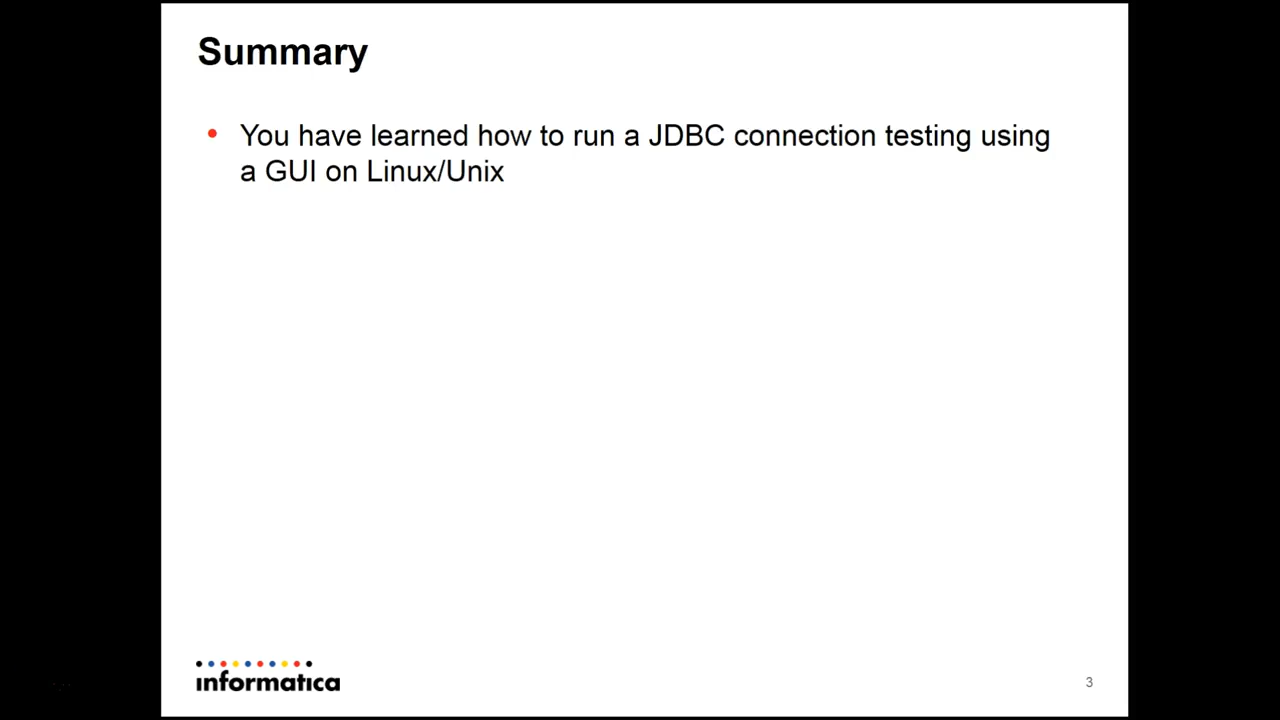 Summary
• You have learned how to run a JDBC connection testing using
a GUI on Linux/Unix
informatica
3